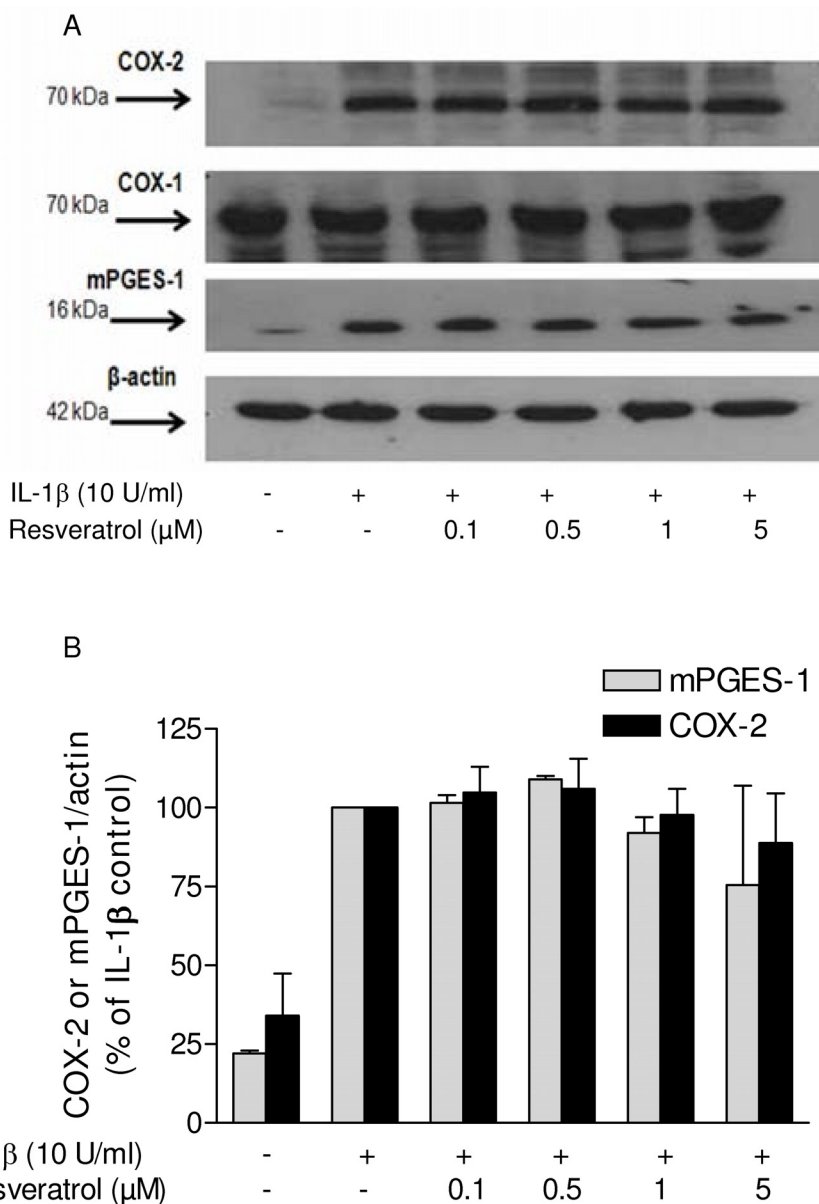 A
COX-2
70 kDa
COX-1
70 kDa
mPGES-1
16 kDa
β-actin
42 kDa
IL-1β (10 U/ml) - + + + + +
Resveratrol (µM) - - 0.1 0.5 1 5
B
mPGES-1
COX-2
COX-2 or mPGES-1/actin
(% of IL-1β control)
125
100
75
50
25
0
β (10 U/ml) - + + + + +
sveratrol (µM) - - 0.1 0.5 1 5